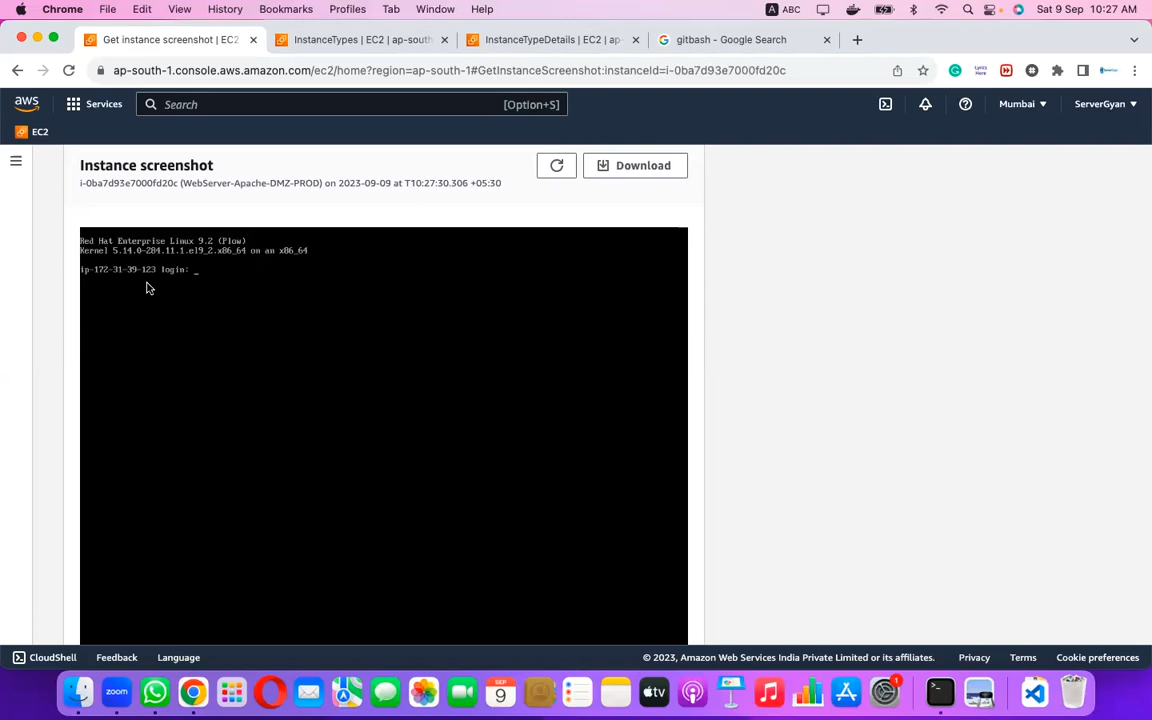 Chrome File Edit View History Bookmarks Profiles Tab Window Help A ABC Sat 9 Sep 10:27 AM
Get instance screenshot | EC2 InstanceTypes | EC2 | ap-south InstanceTypeDetails | EC2 | ap- gitbash - Google Search
ap-south-1.console.aws.amazon.com/ec2/home?region=ap-south-1#GetInstanceScreenshot:instanceId=i-0ba7d93e7000fd20c
aws Services Search [Option+S] Mumbai ServerGyan
EC2
Instance screenshot
Download
i-0ba7d93e7000fd20c (WebServer-Apache-DMZ-PROD) on 2023-09-09 at T10:27:30.306 +05:30
Red Hat Enterprise Linux 9.2 (Plow)
Kernel 5.14.0-284.11.1.el9_2.x86_64 on an x86_64
ip-172-31-39-123 login: _
CloudShell Feedback Language © 2023, Amazon Web Services India Private Limited or its affiliates. Privacy Terms Cookie preferences
zoom SEP 9 tv 1